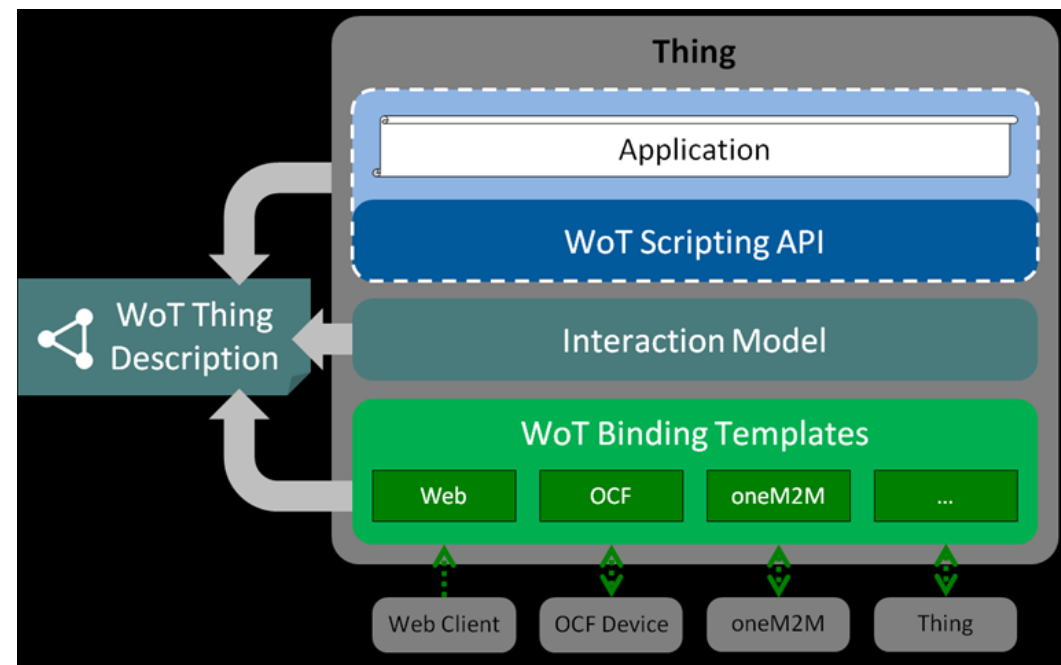 Thing
Application
WoT Scripting API
WoT Thing
Description
Interaction Model
WoT Binding Templates
Web
OCF
oneM2M
...
Web Client
OCF Device
oneM2M
Thing